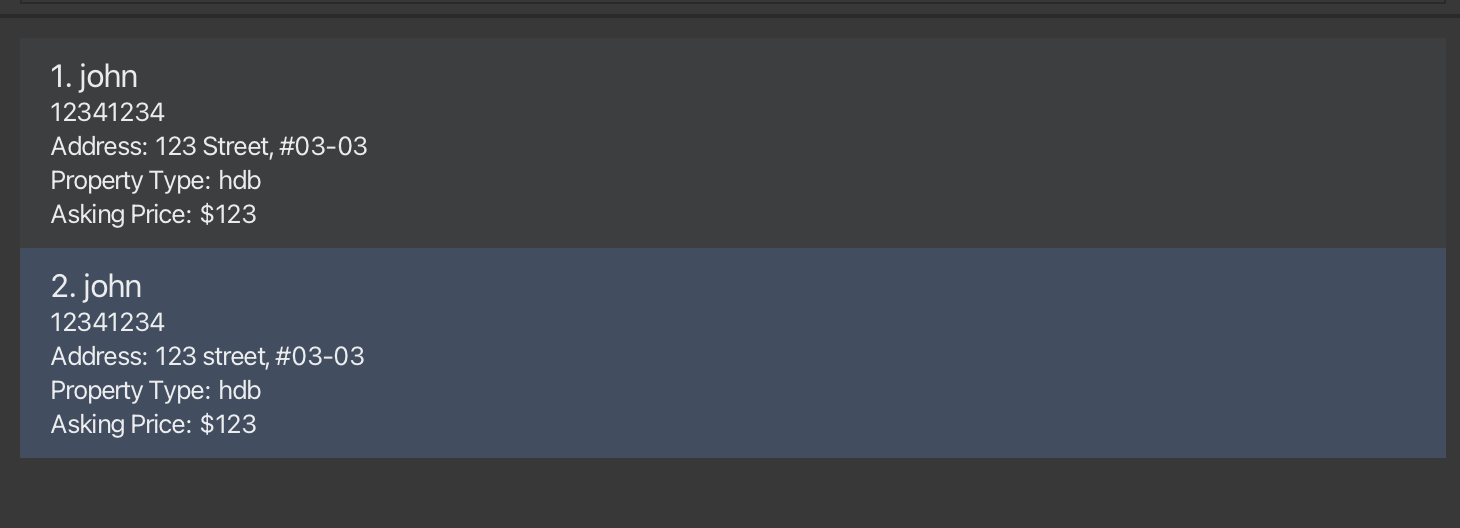 1. john
12341234
Address: 123 Street, #03-03
Property Type: hdb
Asking Price: $123
2. john
12341234
Address: 123 street, #03-03
Property Type: hdb
Asking Price: $123